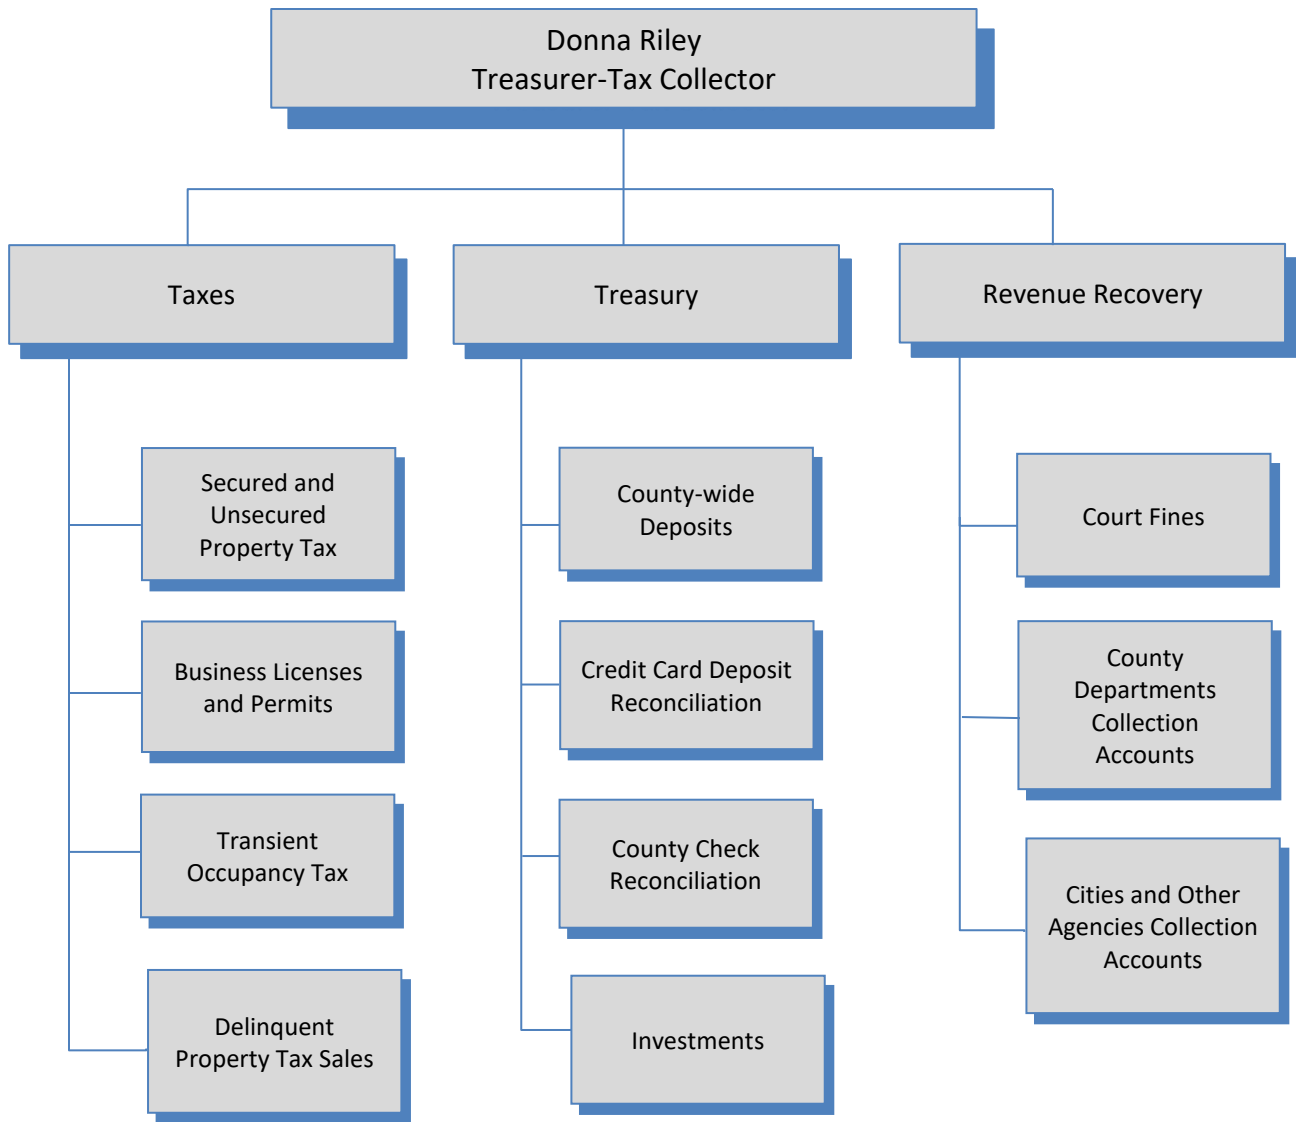 Donna Riley
Treasurer-Tax Collector
Taxes
Treasury
Revenue Recovery
Secured and
Unsecured
Property Tax
Business Licenses
and Permits
Transient
Occupancy Tax
Delinquent
Property Tax Sales
County-wide
Deposits
Credit Card Deposit
Reconciliation
County Check
Reconciliation
Investments
Court Fines
County
Departments
Collection
Accounts
Cities and Other
Agencies Collection
Accounts